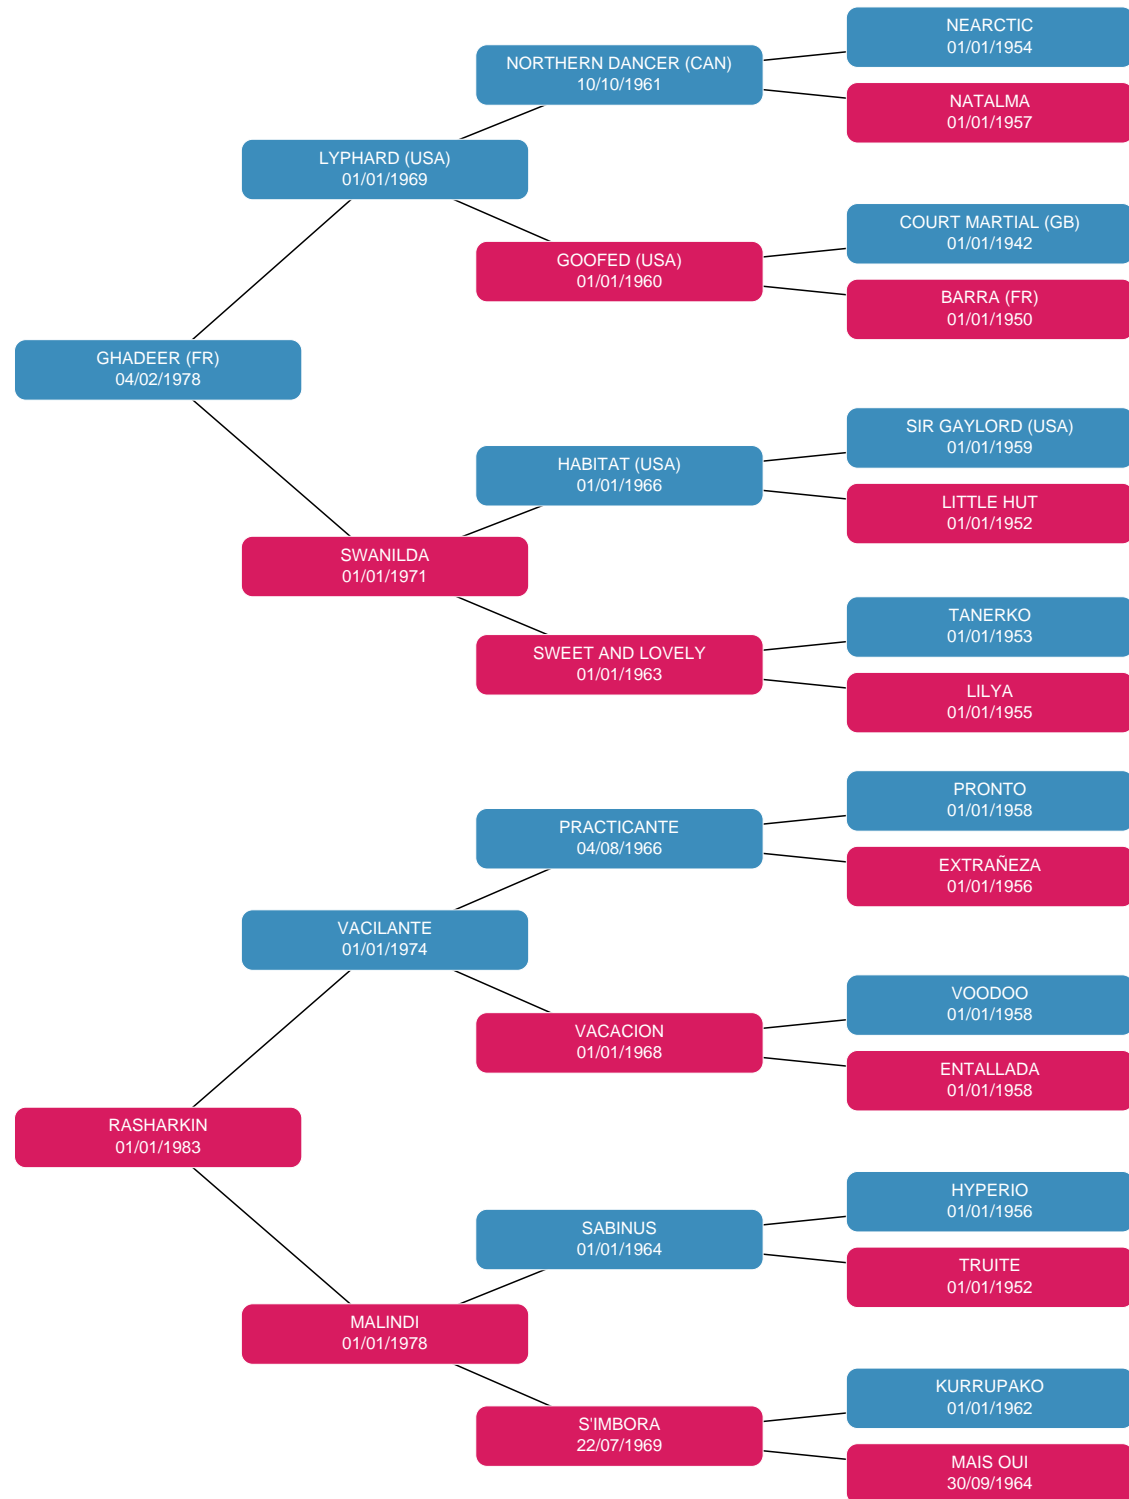 NEARCTIC
01/01/1954
NORTHERN DANCER (CAN)
10/10/1961
NATALMA
01/01/1957
LYPHARD (USA)
01/01/1969
COURT MARTIAL (GB)
01/01/1942
GOOFED (USA)
01/01/1960
BARRA (FR)
01/01/1950
GHADEER (FR)
04/02/1978
SIR GAYLORD (USA)
01/01/1959
HABITAT (USA)
01/01/1966
LITTLE HUT
01/01/1952
SWANILDA
01/01/1971
TANERKO
01/01/1953
SWEET AND LOVELY
01/01/1963
LILYA
01/01/1955
PRONTO
01/01/1958
PRACTICANTE
04/08/1966
EXTRAÑEZA
01/01/1956
VACILANTE
01/01/1974
VOODOO
01/01/1958
VACACION
01/01/1968
ENTALLADA
01/01/1958
RASHARKIN
01/01/1983
HYPERIO
01/01/1956
SABINUS
01/01/1964
TRUITE
01/01/1952
MALINDI
01/01/1978
KURRUPAKO
01/01/1962
S'IMBORA
22/07/1969
MAIS OUI
30/09/1964